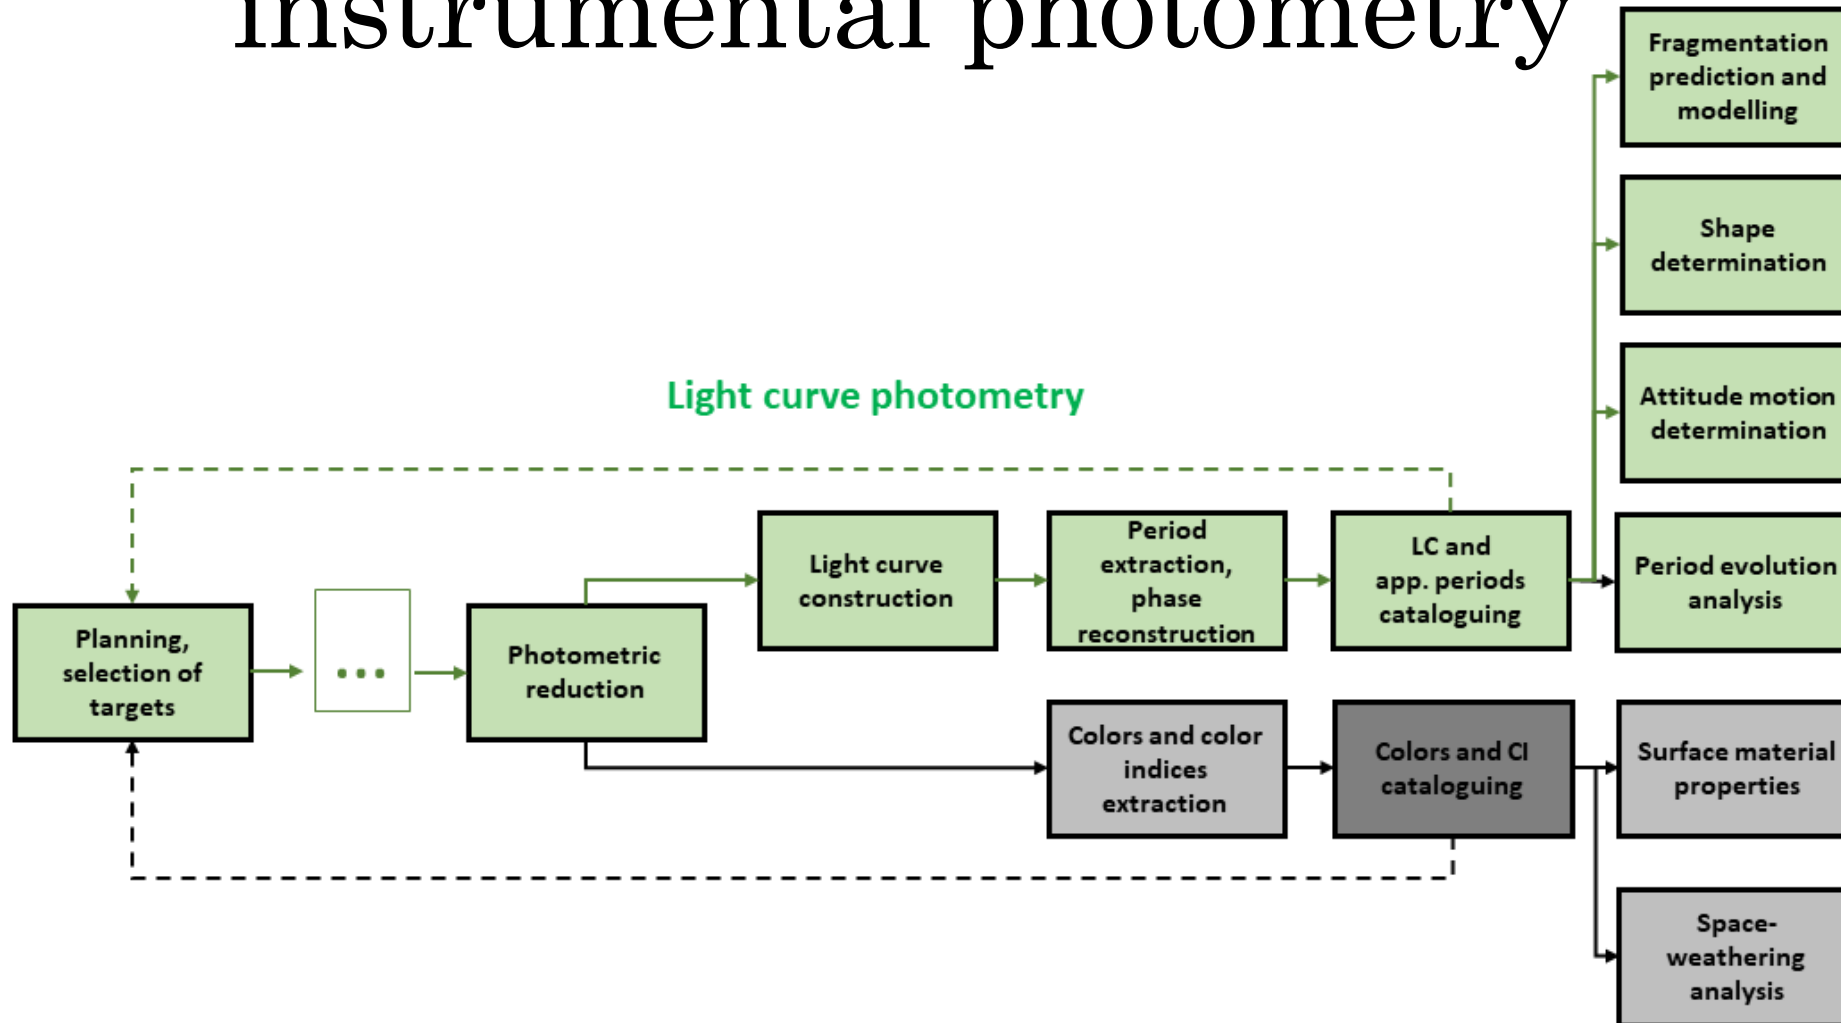 instrumental photometry
Fragmentation
prediction and
modelling
Shape
determination
Light curve photometry
Attitude motion
determination
Planning,
selection of
targets
...
Photometric
reduction
Light curve
construction
Period
extraction,
phase
reconstruction
LC and
app. periods
cataloguing
Period evolution
analysis
Colors and color
indices
extraction
Colors and CI
cataloguing
Surface material
properties
Space-
weathering
analysis